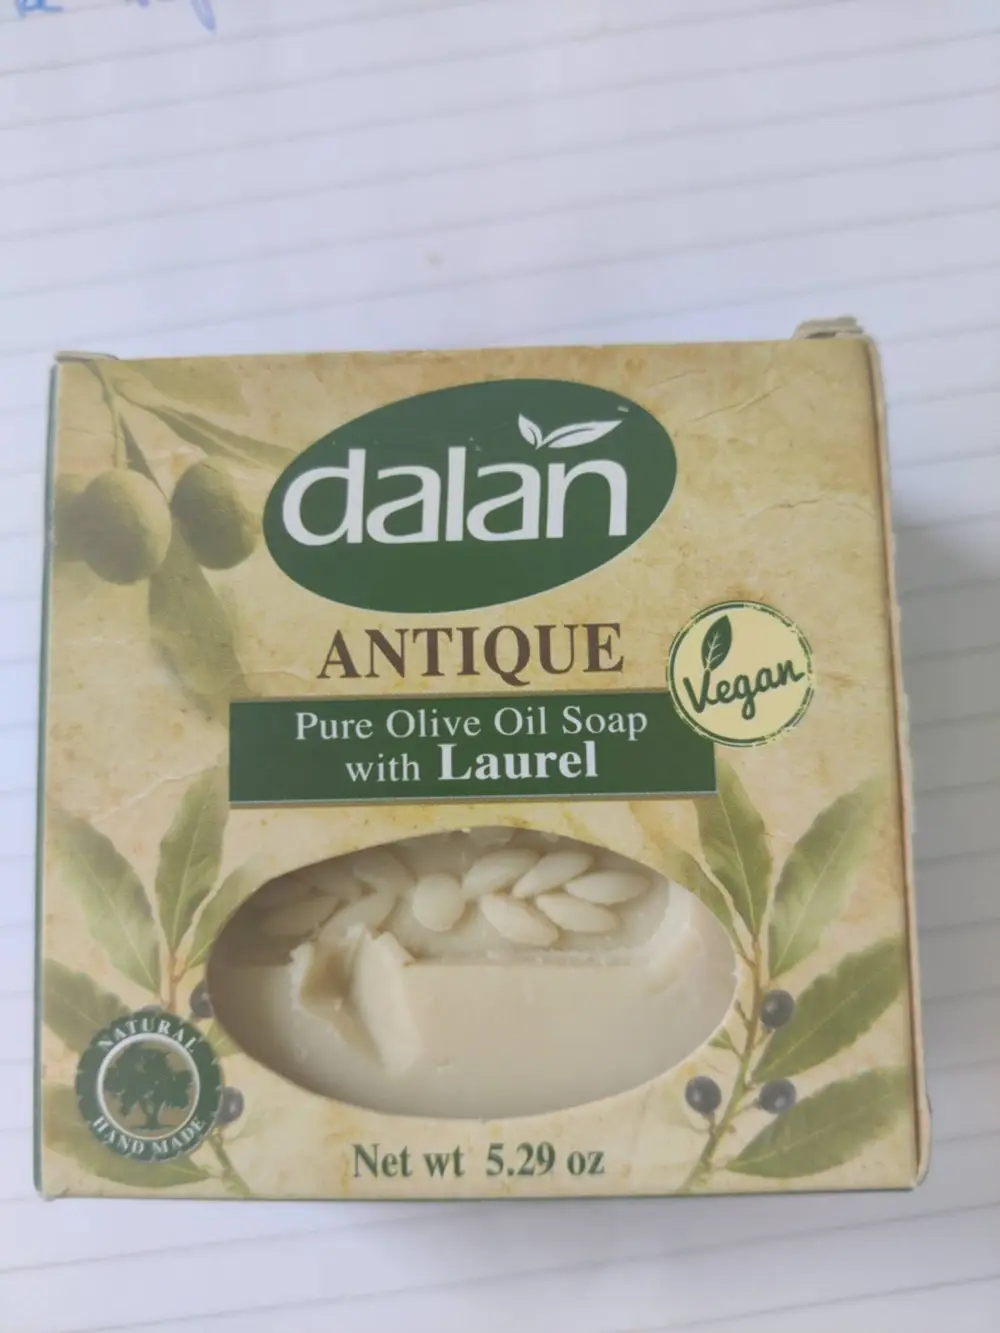 dalan
ANTIQUE
Vegan
Pure Olive Oil Soap
with Laurel
NATURAL
HAND MADE
Net wt 5.29 oz